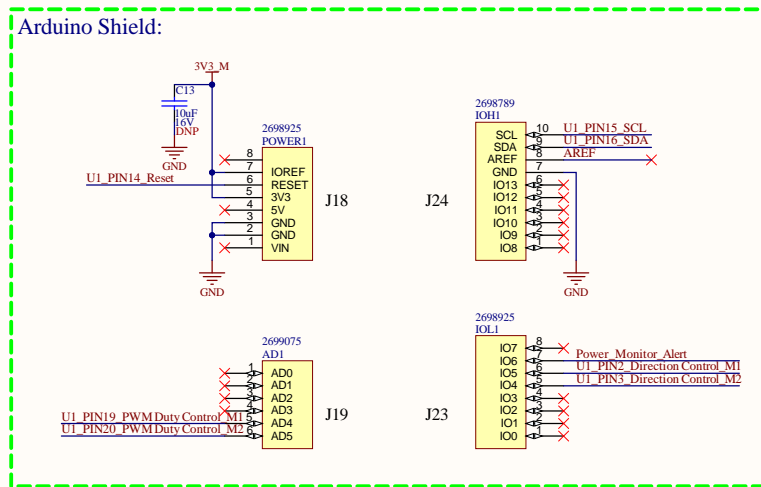 Arduino Shield:
3V3_M
C13
10uF
16V
DNP
GND
2698925
POWER1
8
7 IOREF
U1_PIN14_Reset 6 RESET
5 3V3
4 5V
3 GND
2 GND
1 VIN
J18
GND
2698789
IOH1
SCL 10 U1_PIN15_SCL
SDA 9 U1_PIN16_SDA
AREF 8 AREF
GND 7
IO13 6
IO12 5
IO11 4
IO10 3
IO9 2
IO8 1
J24
GND
2699075
AD1
1 AD0
2 AD1
3 AD2
4 AD3
U1_PIN19_PWM Duty Control_M1 5 AD4
U1_PIN20_PWM Duty Control_M2 6 AD5
J19
2698925
IOL1
IO7 8
IO6 7 Power_Monitor_Alert
IO5 6 U1_PIN2_Direction Control_M1
IO4 5 U1_PIN3_Direction Control_M2
IO3 4
IO2 3
IO1 2
IO0 1
J23